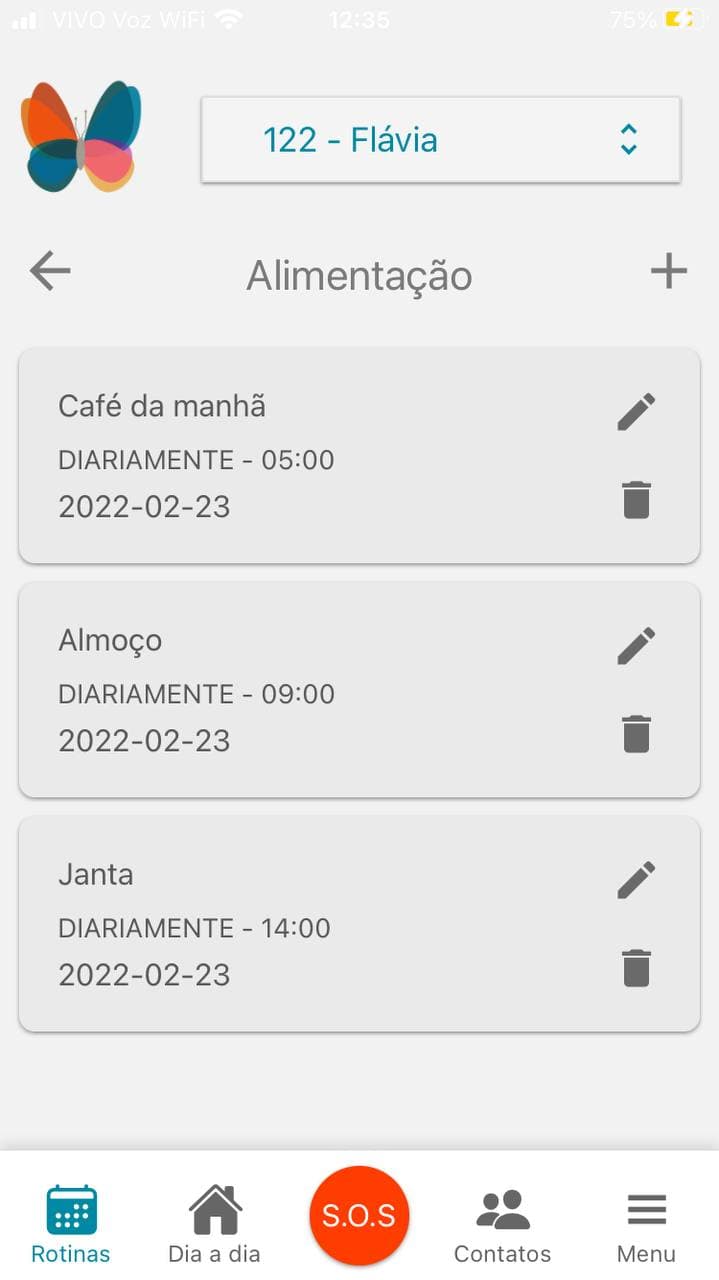 VIVO Voz WiFi 12:35 75%
122 - Flávia
Alimentação
Café da manhã
DIARIAMENTE - 05:00
2022-02-23
Almoço
DIARIAMENTE - 09:00
2022-02-23
Janta
DIARIAMENTE - 14:00
2022-02-23
S.O.S
Rotinas Dia a dia Contatos Menu